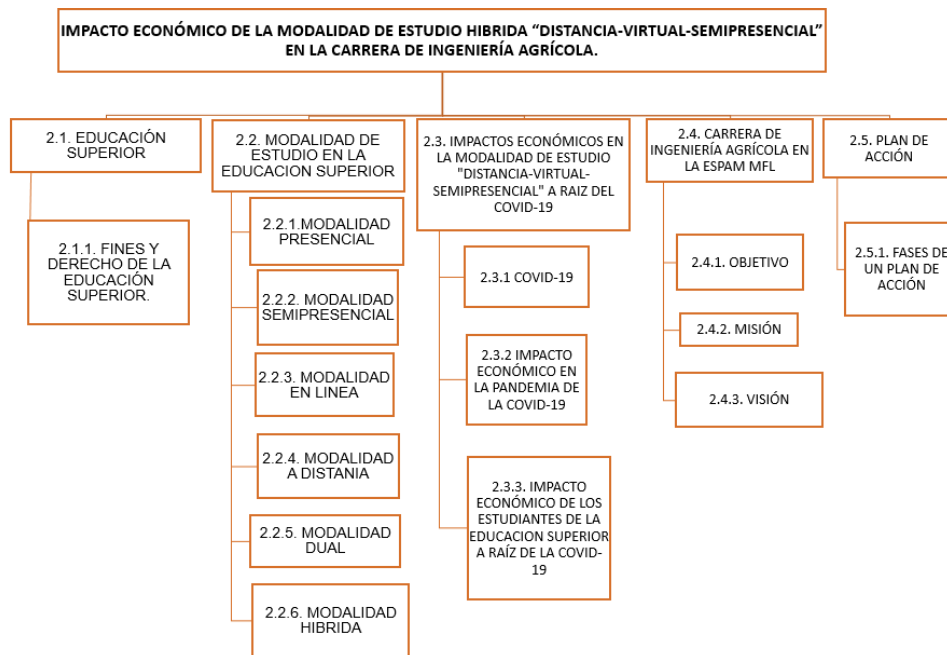 IMPACTO ECONÓMICO DE LA MODALIDAD DE ESTUDIO HIBRIDA “DISTANCIA-VIRTUAL-SEMIPRESENCIAL”
EN LA CARRERA DE INGENIERÍA AGRÍCOLA.
2.1. EDUCACIÓN
SUPERIOR
2.1.1. FINES Y
DERECHO DE LA
EDUCACIÓN
SUPERIOR.
2.2. MODALIDAD DE
ESTUDIO EN LA
EDUCACION SUPERIOR
2.2.1.MODALIDAD
PRESENCIAL
2.2.2. MODALIDAD
SEMIPRESENCIAL
2.2.3. MODALIDAD
EN LINEA
2.2.4. MODALIDAD
A DISTANIA
2.2.5. MODALIDAD
DUAL
2.2.6. MODALIDAD
HIBRIDA
2.3. IMPACTOS ECONÓMICOS EN
LA MODALIDAD DE ESTUDIO
"DISTANCIA-VIRTUAL-
SEMIPRESENCIAL" A RAIZ DEL
COVID-19
2.3.1 COVID-19
2.3.2 IMPACTO
ECONÓMICO EN
LA PANDEMIA DE
LA COVID-19
2.3.3. IMPACTO
ECONÓMICO DE LOS
ESTUDIANTES DE LA
EDUCACION SUPERIOR
A RAÍZ DE LA COVID-
19
2.4. CARRERA DE
INGENIERÍA AGRÍCOLA EN
LA ESPAM MFL
2.4.1. OBJETIVO
2.4.2. MISIÓN
2.4.3. VISIÓN
2.5. PLAN DE
ACCIÓN
2.5.1. FASES DE
UN PLAN DE
ACCIÓN